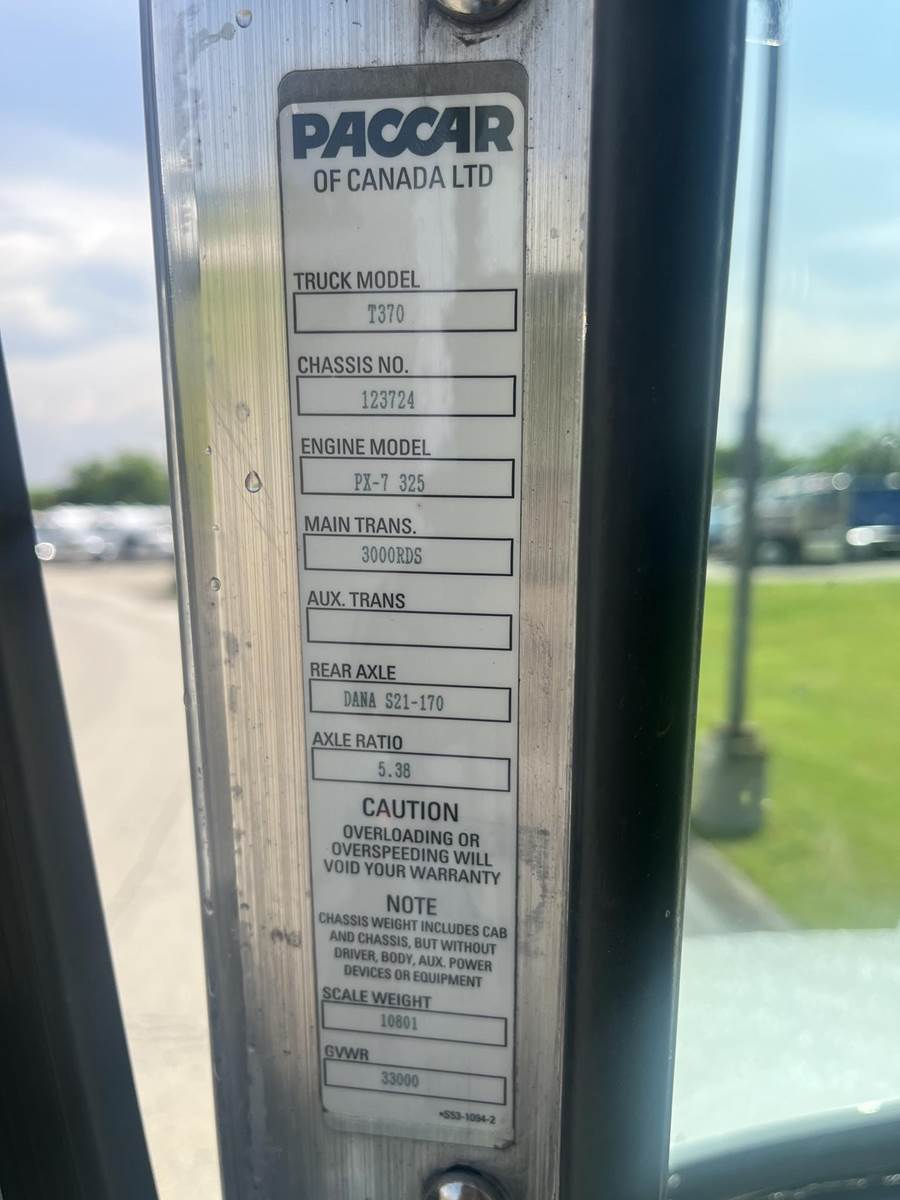 PACCAR
OF CANADA LTD
TRUCK MODEL
T370
CHASSIS NO.
123724
ENGINE MODEL
PX-7 325
MAIN TRANS.
3000RDS
AUX. TRANS
REAR AXLE
DANA S21-170
AXLE RATIO
5.38
CAUTION
OVERLOADING OR
OVERSPEEDING WILL
VOID YOUR WARRANTY
NOTE
CHASSIS WEIGHT INCLUDES CAB
AND CHASSIS, BUT WITHOUT
DRIVER, BODY, AUX. POWER
DEVICES OR EQUIPMENT
SCALE WEIGHT
10801
GVWR
33000
•S53-1094-2